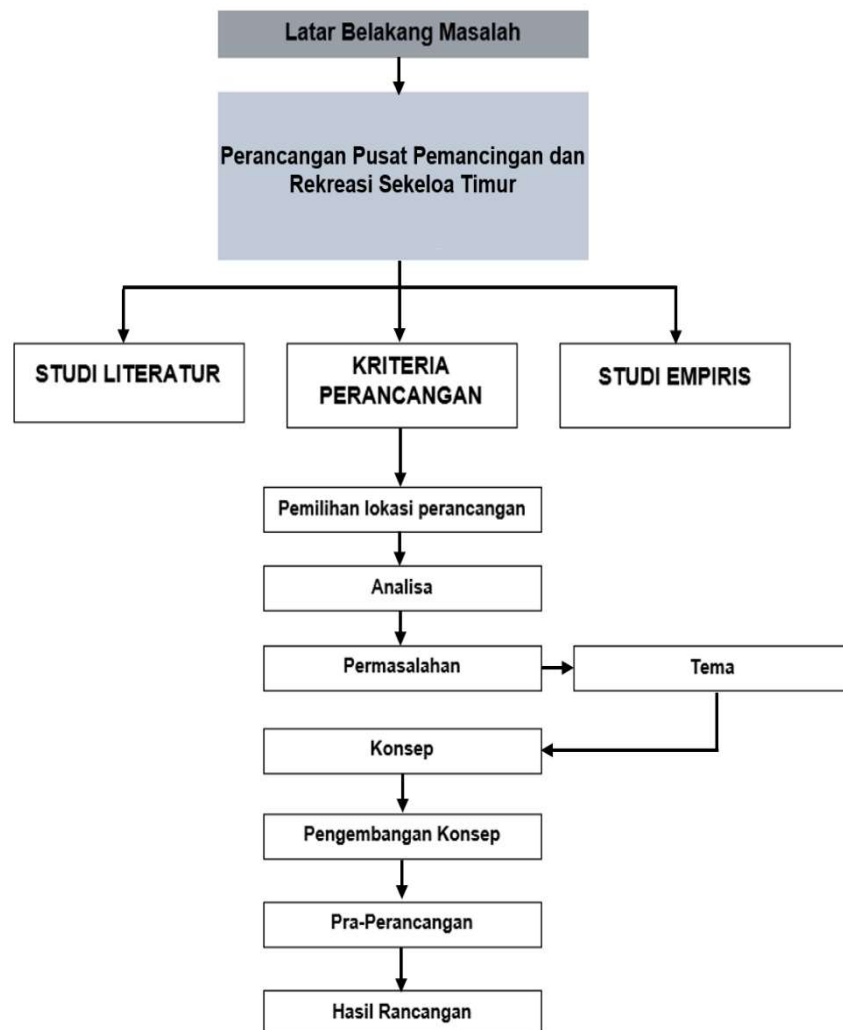 Latar Belakang Masalah
Perancangan Pusat Pemancingan dan
Rekreasi Sekeloa Timur
STUDI LITERATUR
KRITERIA
PERANCANGAN
STUDI EMPIRIS
Pemilihan lokasi perancangan
Analisa
Permasalahan
Tema
Konsep
Pengembangan Konsep
Pra-Perancangan
Hasil Rancangan